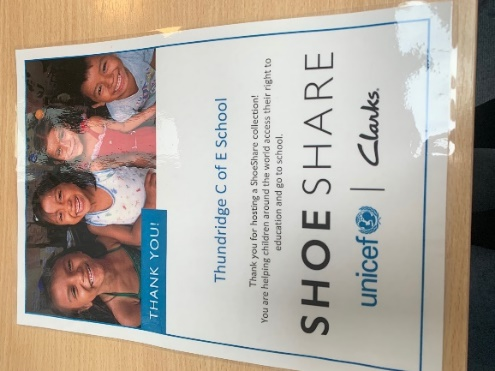 THANK YOU!
Thundridge C of E School
Thank you for hosting a ShoeShare collection!
You are helping children around the world access their right to
education and go to school.
SHOESHARE
unicef | Clarks.